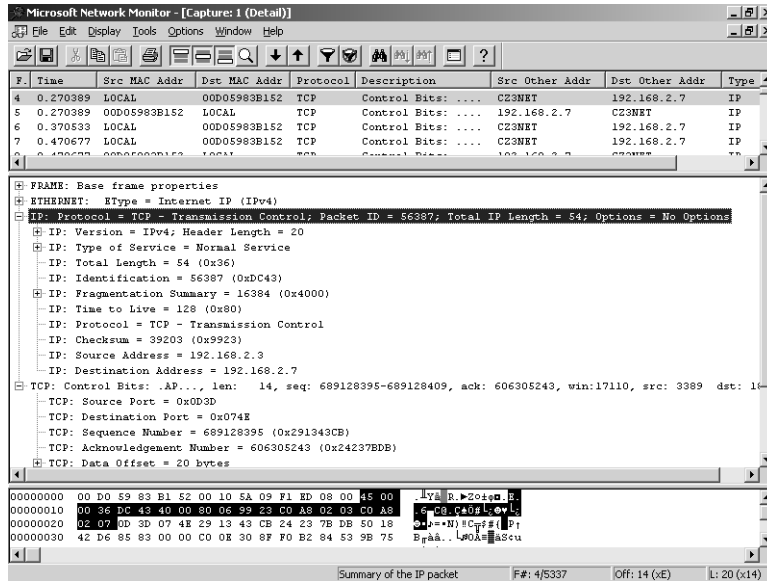 Microsoft Network Monitor - [Capture: 1 (Detail)]
File Edit Display Tools Options Window Help
F. Time Src MAC Addr Dst MAC Addr Protocol Description Src Other Addr Dst Other Addr Type
4 0.270389 LOCAL 00D05983B152 TCP Control Bits: .... CZ3NET 192.168.2.7 IP
5 0.270389 00D05983B152 LOCAL TCP Control Bits: .... 192.168.2.7 CZ3NET IP
6 0.370533 LOCAL 00D05983B152 TCP Control Bits: .... CZ3NET 192.168.2.7 IP
7 0.470677 LOCAL 00D05983B152 TCP Control Bits: .... CZ3NET 192.168.2.7 IP
FRAME: Base frame properties
ETHERNET: EType = Internet IP (IPv4)
IP: Protocol = TCP - Transmission Control; Packet ID = 56387; Total IP Length = 54; Options = No Options
IP: Version = IPv4; Header Length = 20
IP: Type of Service = Normal Service
IP: Total Length = 54 (0x36)
IP: Identification = 56387 (0xDC43)
IP: Fragmentation Summary = 16384 (0x4000)
IP: Time to Live = 128 (0x80)
IP: Protocol = TCP - Transmission Control
IP: Checksum = 39203 (0x9923)
IP: Source Address = 192.168.2.3
IP: Destination Address = 192.168.2.7
TCP: Control Bits: .AP..., len: 14, seq: 689128395-689128409, ack: 606305243, win:17110, src: 3389 dst:
TCP: Source Port = 0x0D3D
TCP: Destination Port = 0x074E
TCP: Sequence Number = 689128395 (0x291343CB)
TCP: Acknowledgement Number = 606305243 (0x24237BDB)
TCP: Data Offset = 20 bytes
00000000 00 D0 59 83 B1 52 00 10 5A 09 F1 ED 08 00 45 00
00000010 00 36 DC 43 40 00 80 06 99 23 C0 A8 02 03 C0 A8
00000020 02 07 0D 3D 07 4E 29 13 43 CB 24 23 7B DB 50 18
00000030 42 D6 85 83 00 00 C0 0E 30 8F F0 B2 84 53 9B 75
Summary of the IP packet F#: 4/5337 Off: 14 (xE) L: 20 (x14)